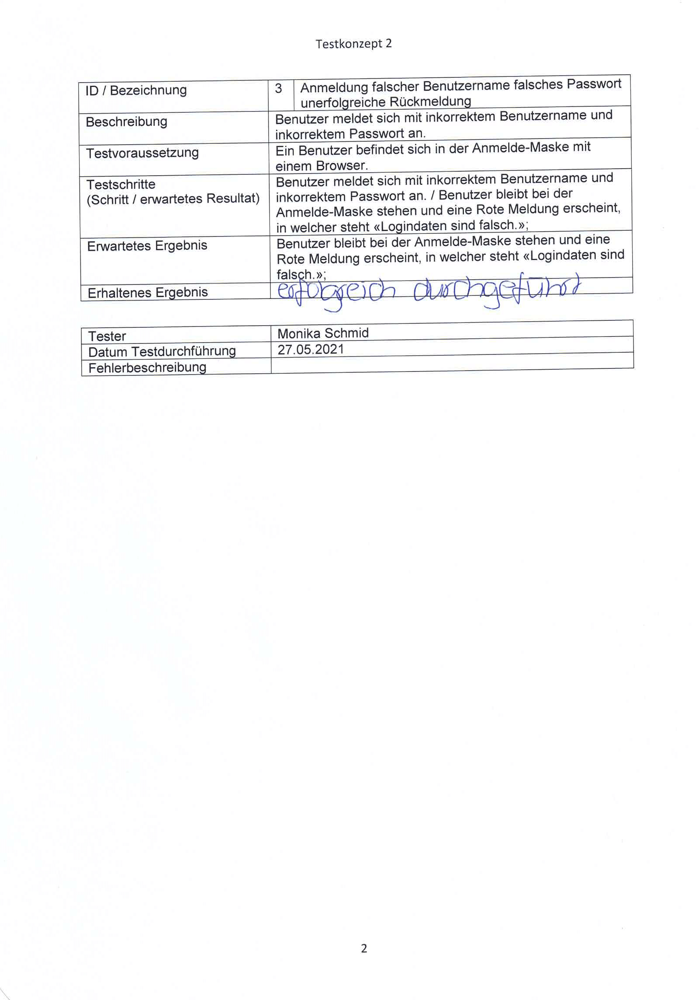 Testkonzept 2
ID / Bezeichnung
3
Anmeldung falscher Benutzername falsches Passwort
unerfolgreiche Rückmeldung
Beschreibung
Benutzer meldet sich mit inkorrektem Benutzername und
inkorrektem Passwort an.
Testvoraussetzung
Ein Benutzer befindet sich in der Anmelde-Maske mit
einem Browser.
Testschritte
(Schritt / erwartetes Resultat)
Benutzer meldet sich mit inkorrektem Benutzername und
inkorrektem Passwort an. / Benutzer bleibt bei der
Anmelde-Maske stehen und eine Rote Meldung erscheint,
in welcher steht «Logindaten sind falsch.»;
Erwartetes Ergebnis
Benutzer bleibt bei der Anmelde-Maske stehen und eine
Rote Meldung erscheint, in welcher steht «Logindaten sind
falsch.»;
Erhaltenes Ergebnis
erfolgreich durchgeführt
Tester
Monika Schmid
Datum Testdurchführung
27.05.2021
Fehlerbeschreibung
2